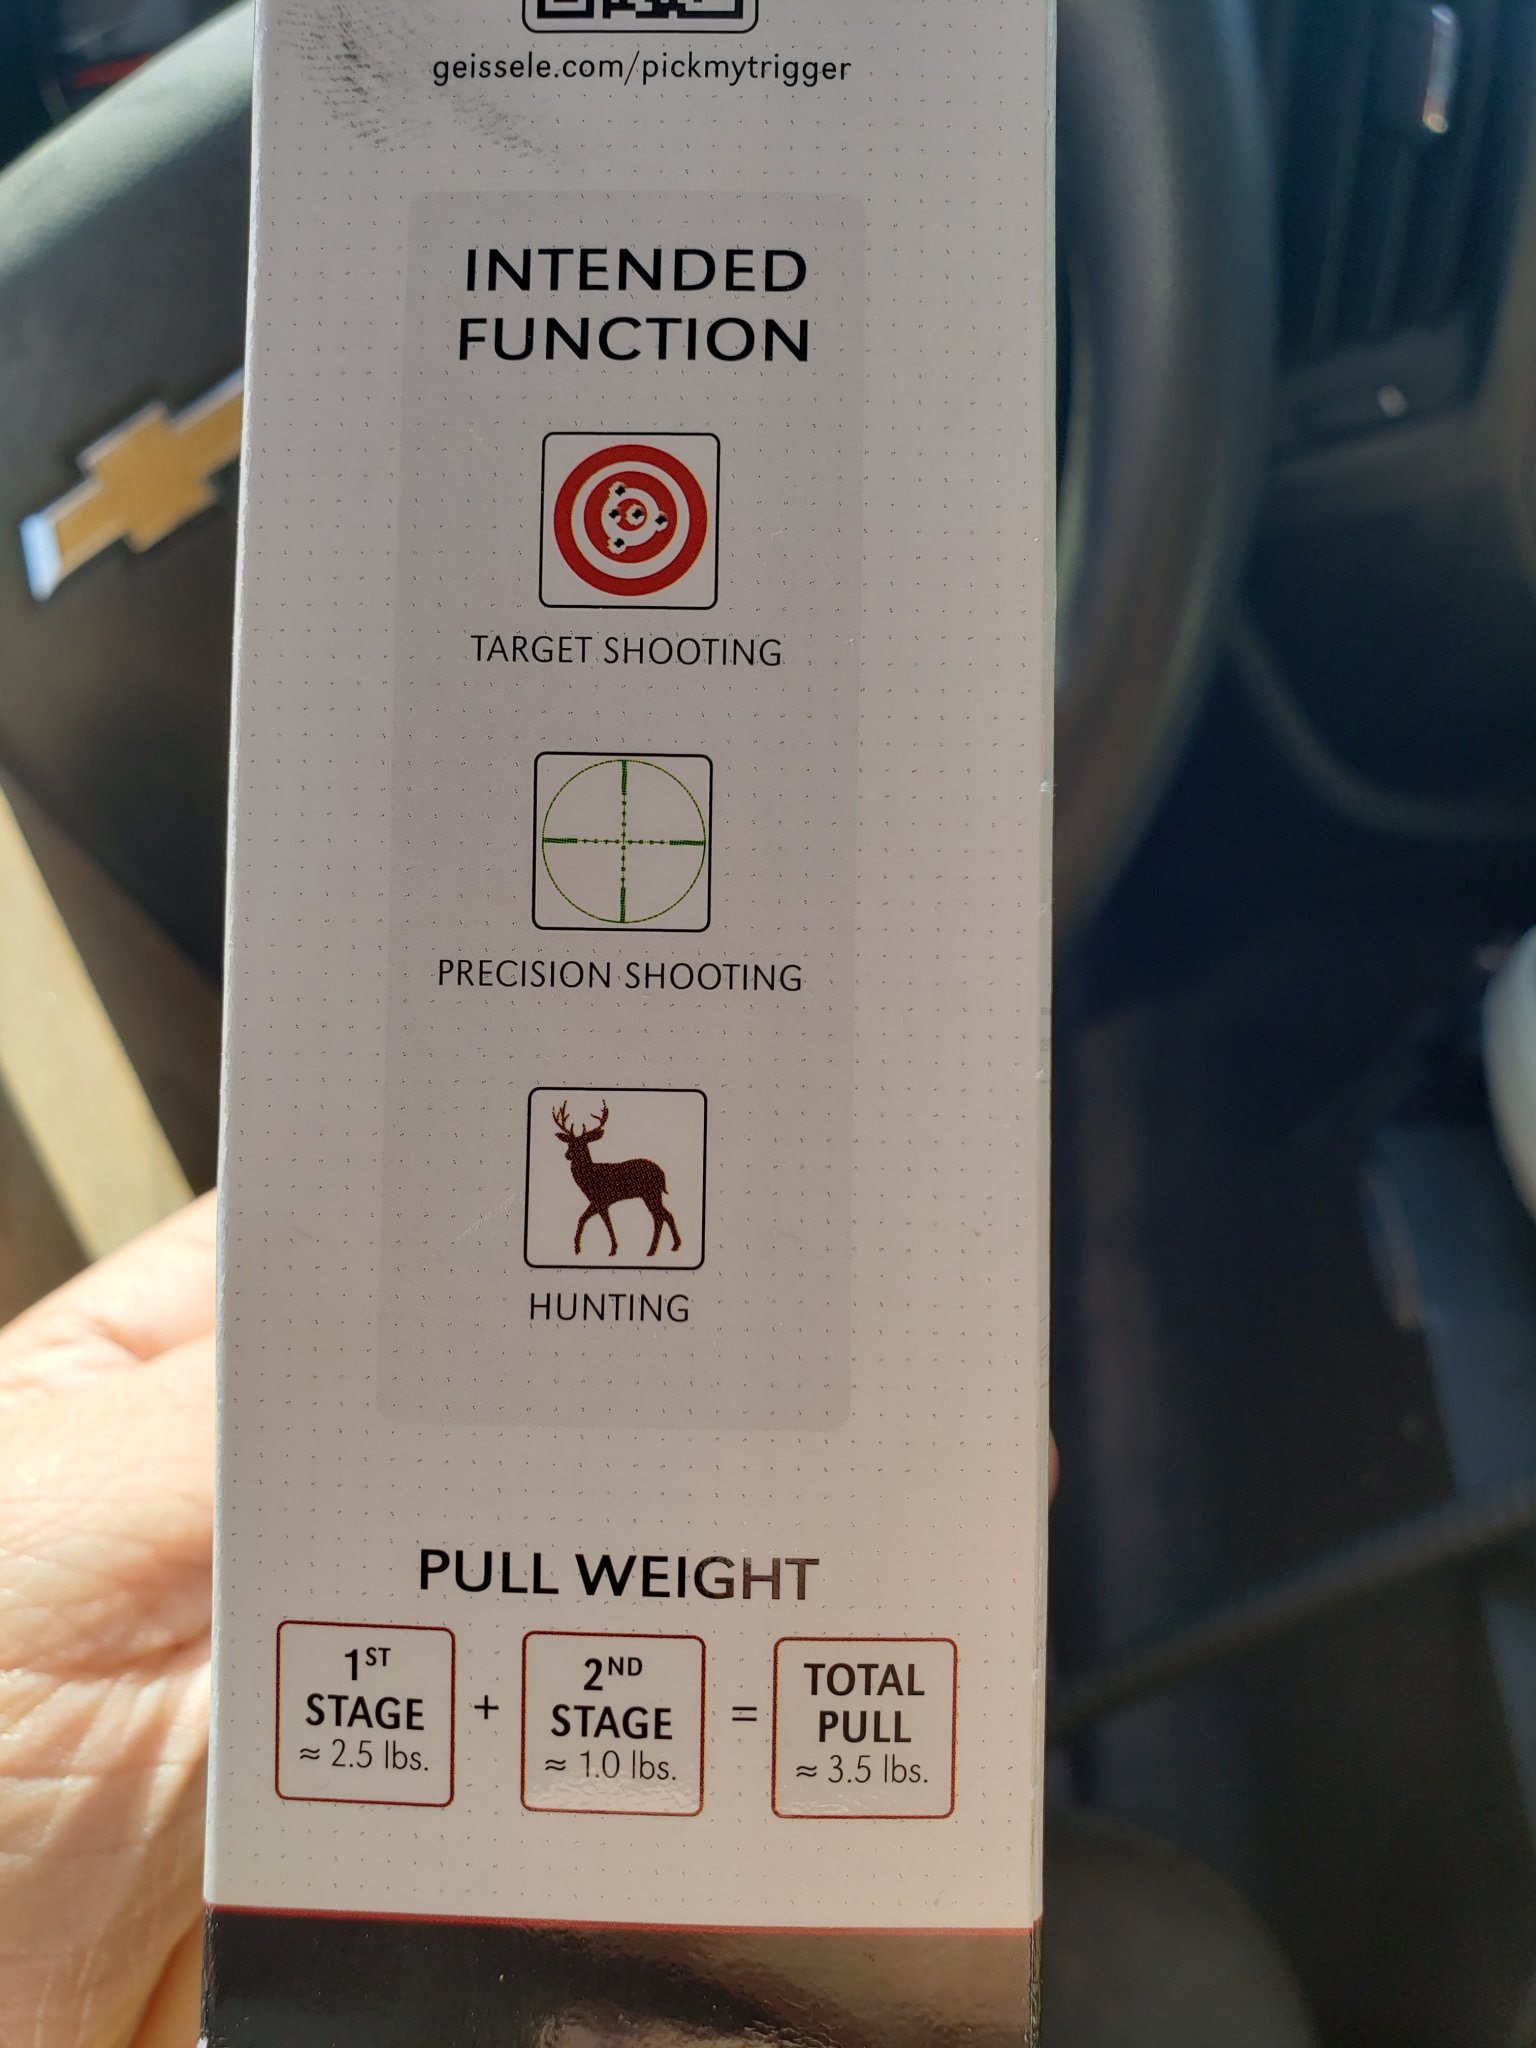 geissele.com/pickmytrigger
INTENDED
FUNCTION
TARGET SHOOTING
PRECISION SHOOTING
HUNTING
PULL WEIGHT
1ST
STAGE
≈ 2.5 lbs.
+
2ND
STAGE
≈ 1.0 lbs.
=
TOTAL
PULL
≈ 3.5 lbs.